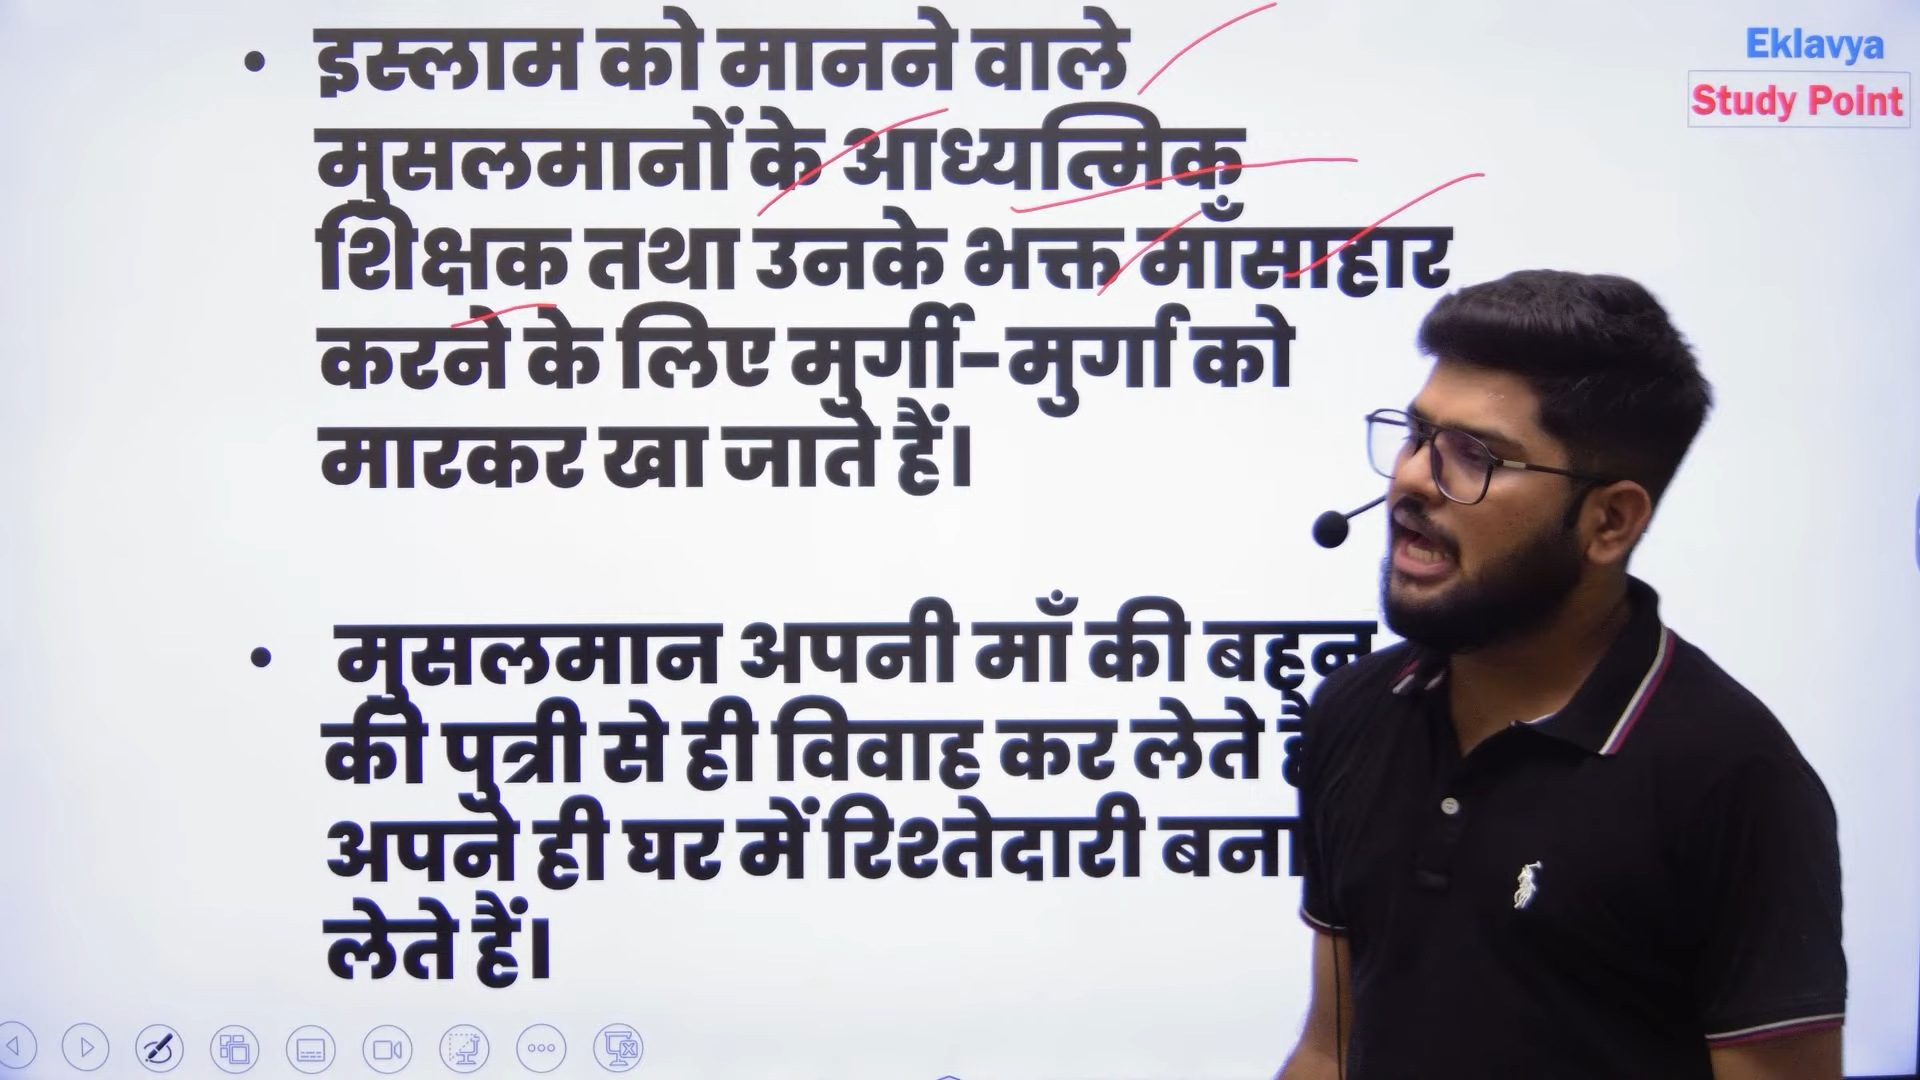 • इस्लाम को मानने वाले
मुसलमानों के आध्यत्मिक
शिक्षक तथा उनके भक्त माँसाहार
करने के लिए मुर्गी-मुर्गा को
मारकर खा जाते हैं।
• मुसलमान अपनी माँ की बहन
की पुत्री से ही विवाह कर लेते
अपने ही घर में रिश्तेदारी बना
लेते हैं।
Eklavya
Study Point